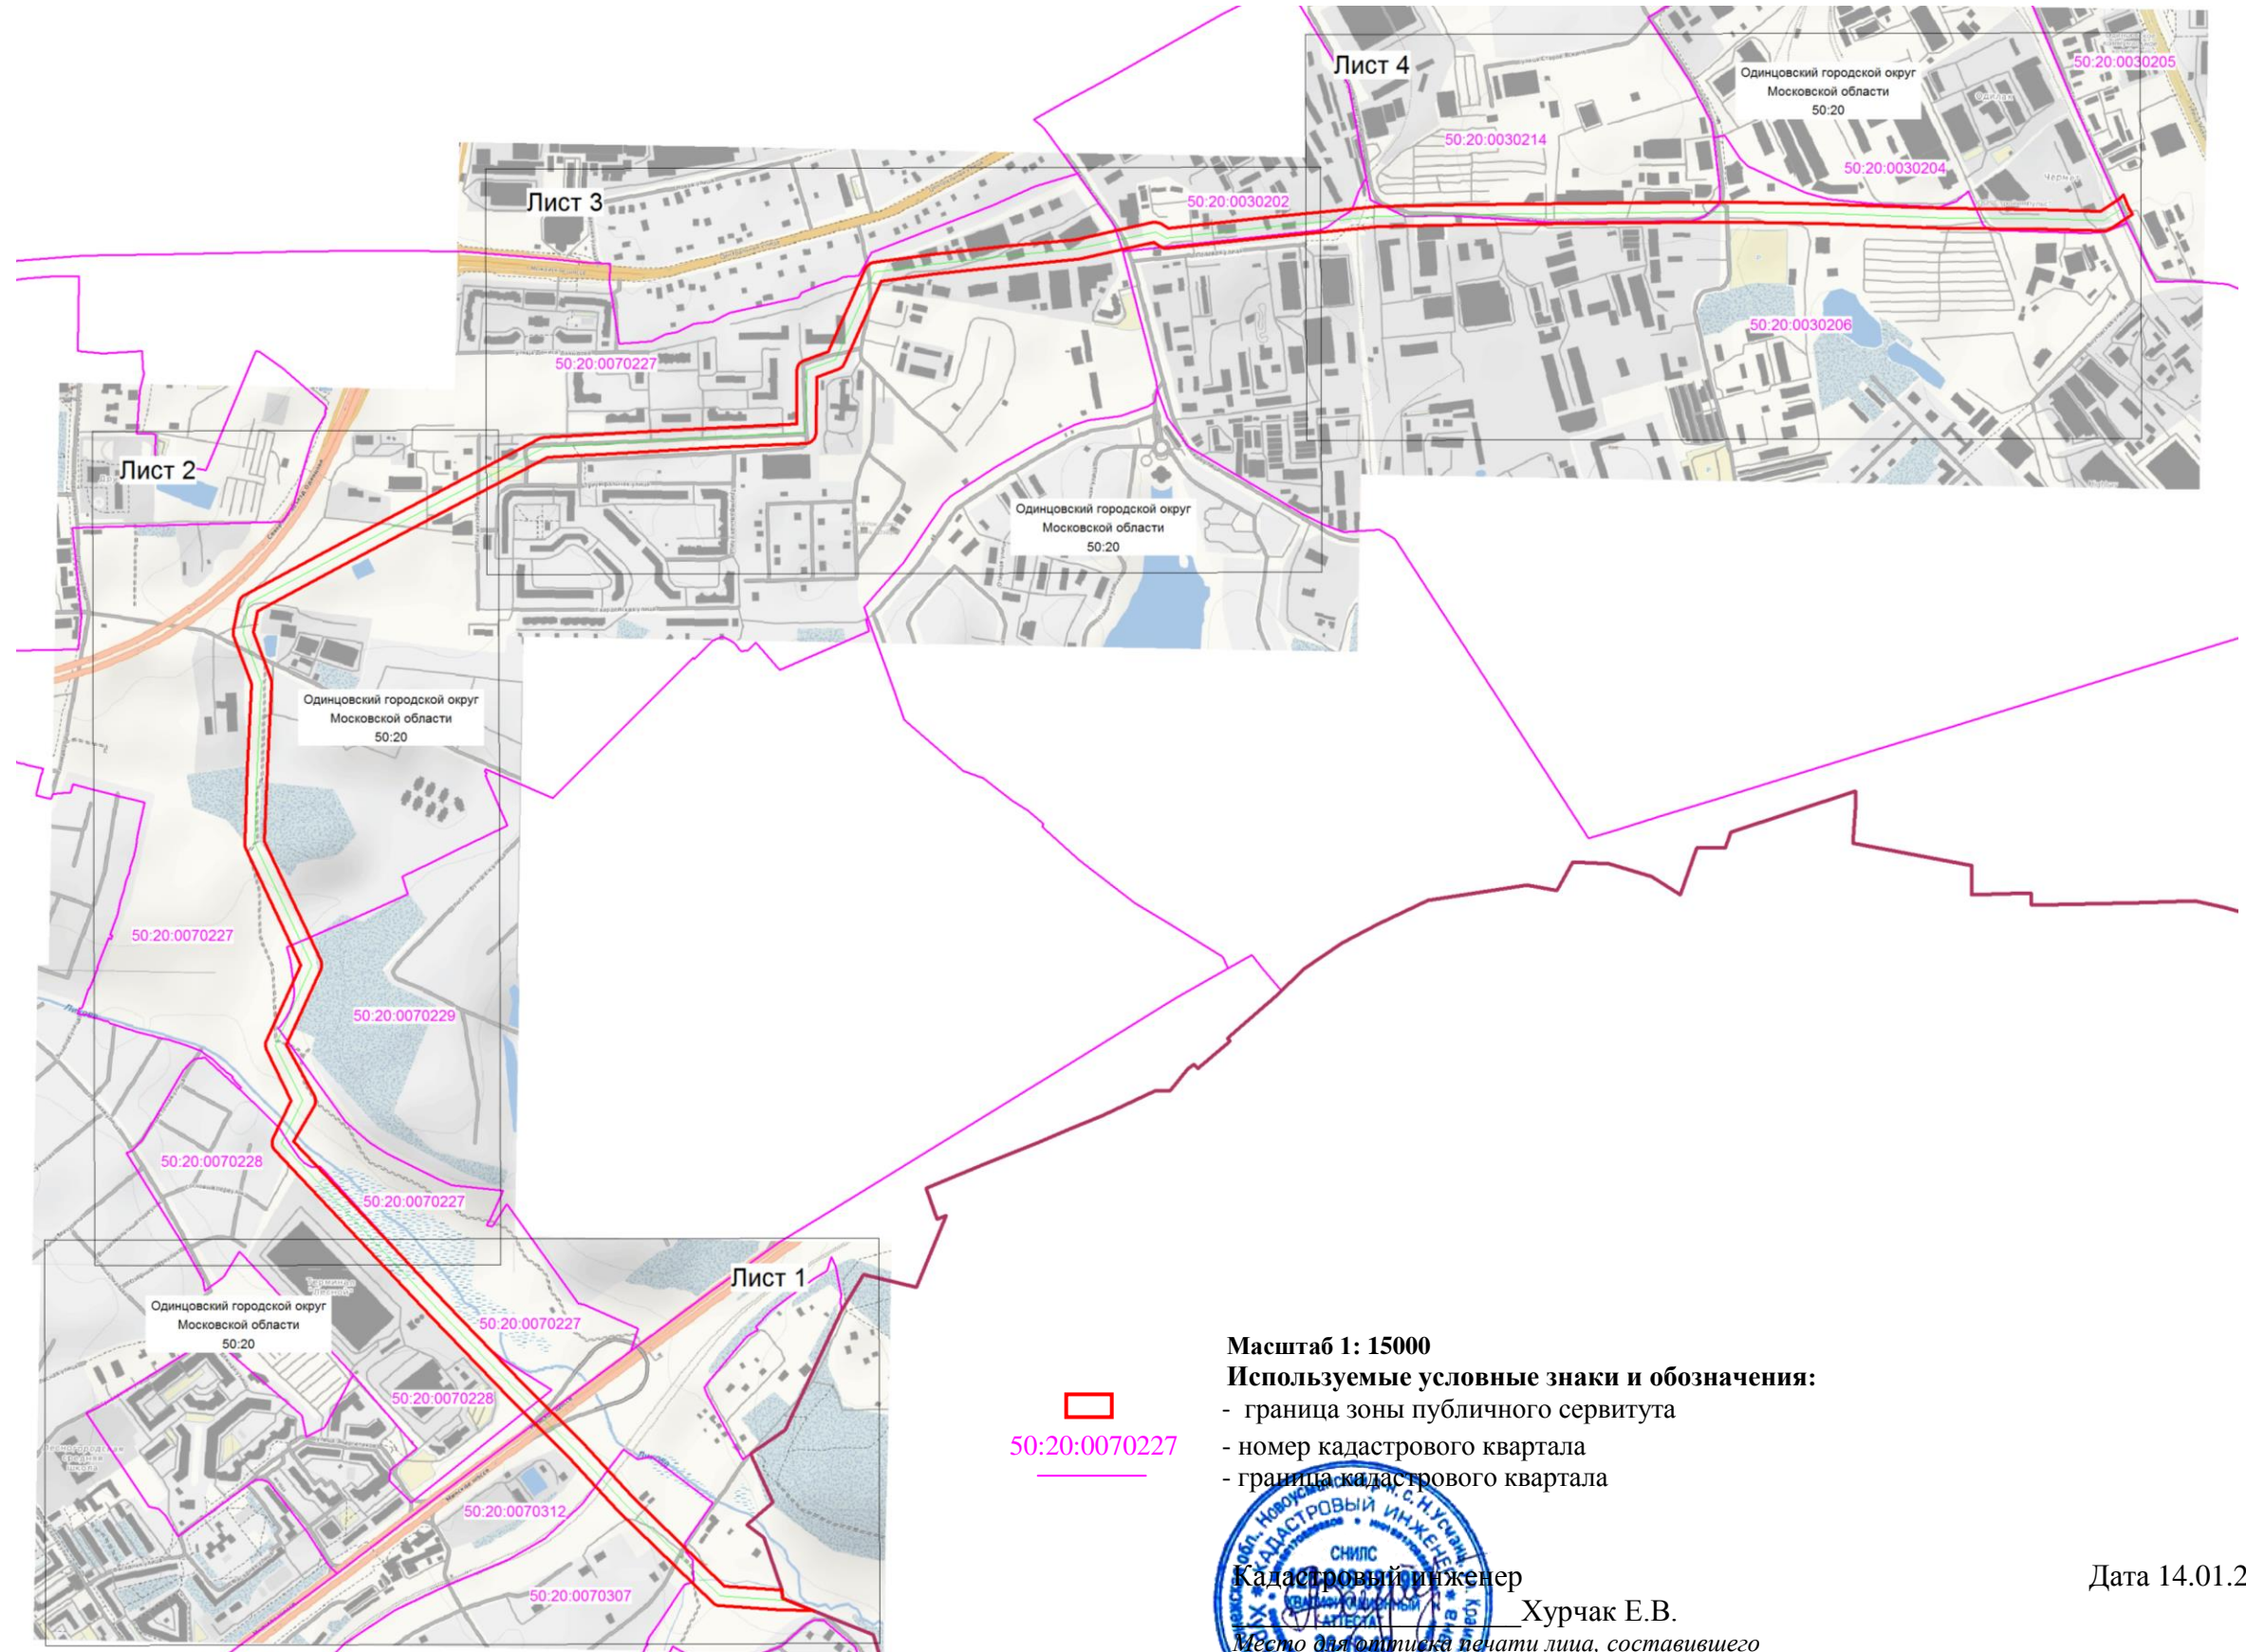 Лист 4
Одинцовский городской округ
Московской области
50:20
50:20:0030205
50:20:0030214
50:20:0030204
Лист 3
50:20:0030202
50:20:0030206
50:20:0070227
Лист 2
Одинцовский городской округ
Московской области
50:20
Одинцовский городской округ
Московской области
50:20
50:20:0070227
50:20:0070229
50:20:0070228
50:20:0070227
Лист 1
Одинцовский городской округ
Московской области
50:20
50:20:0070227
50:20:0070228
50:20:0070312
50:20:0070307
Масштаб 1: 15000
Используемые условные знаки и обозначения:
- граница зоны публичного сервитута
50:20:0070227 - номер кадастрового квартала
- граница кадастрового квартала
КАДАСТРОВЫЙ ИНЖЕНЕР
СНИЛС
КВАЛИФИКАЦИОННЫЙ
АТТЕСТАТ
Кадастровый инженер
Дата 14.01.2
Хурчак Е.В.
Место для оттиска печати лица, составившего